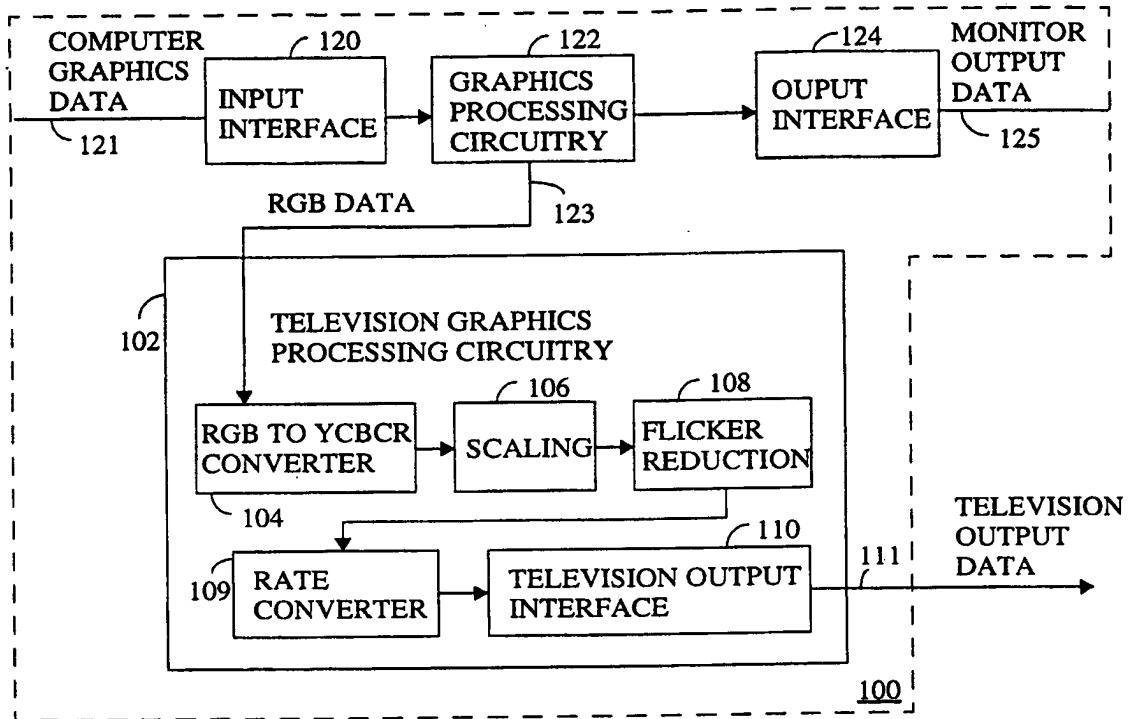 COMPUTER
GRAPHICS
DATA
121
120
INPUT
INTERFACE
122
GRAPHICS
PROCESSING
CIRCUITRY
124
OUPUT
INTERFACE
MONITOR
OUTPUT
DATA
125
RGB DATA
123
102
TELEVISION GRAPHICS
PROCESSING CIRCUITRY
RGB TO YCBCR
CONVERTER
104
106
SCALING
108
FLICKER
REDUCTION
109
RATE
CONVERTER
110
TELEVISION OUTPUT
INTERFACE
111
TELEVISION
OUTPUT
DATA
100